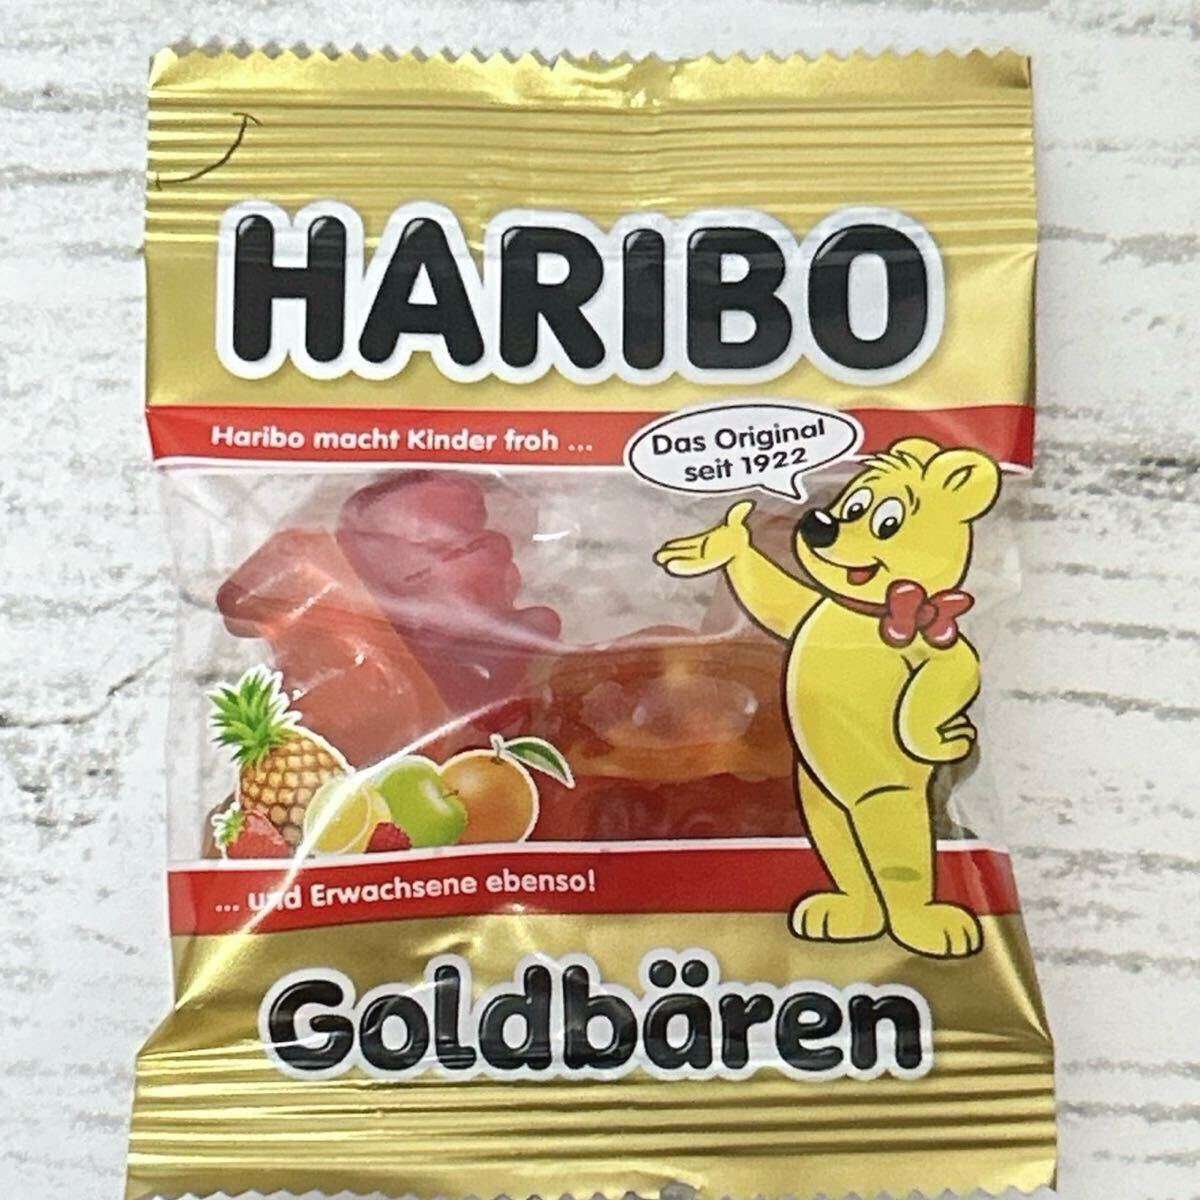 HARIBO
Haribo macht Kinder froh ...
Das Original
seit 1922
... und Erwachsene ebenso!
Goldbären